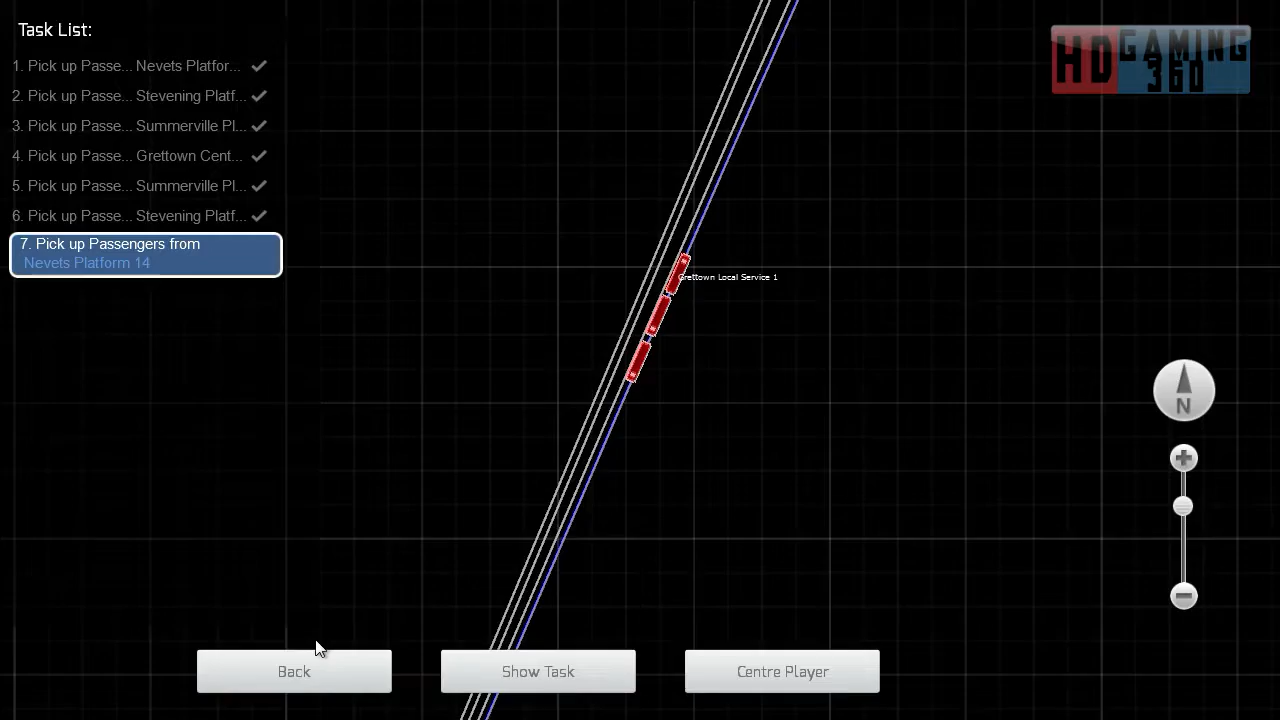 Task List:
1. Pick up Passe... Nevets Platfor...
2. Pick up Passe... Stevening Platf...
3. Pick up Passe... Summerville Pl...
4. Pick up Passe... Grettown Cent...
5. Pick up Passe... Summerville Pl...
6. Pick up Passe... Stevening Platf...
7. Pick up Passengers from
Nevets Platform 14
HD GAMING
360
Grettown Local Service 1
N
Back
Show Task
Centre Player